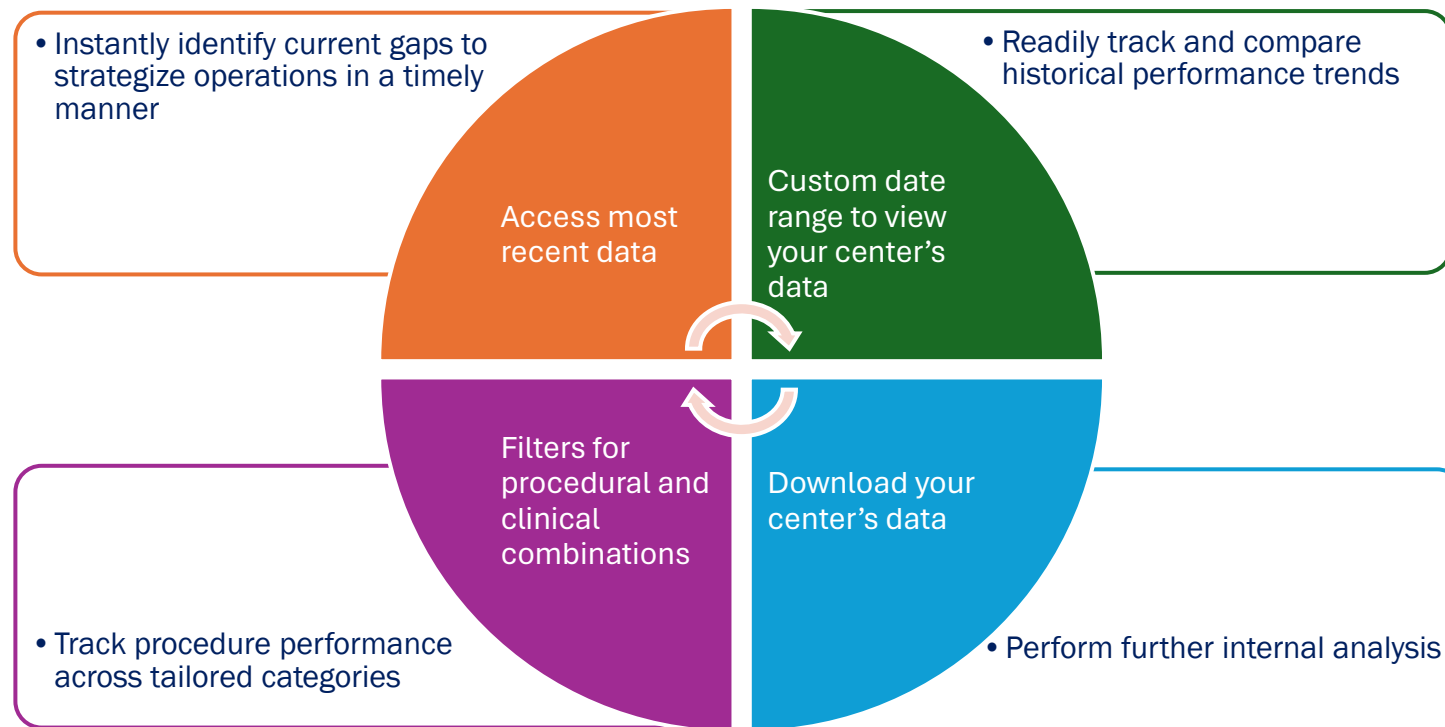 • Instantly identify current gaps to
strategize operations in a timely
manner
• Readily track and compare
historical performance trends
Access most
recent data
Custom date
range to view
your center’s
data
Filters for
procedural and
clinical
combinations
Download your
center’s data
• Track procedure performance
across tailored categories
• Perform further internal analysis